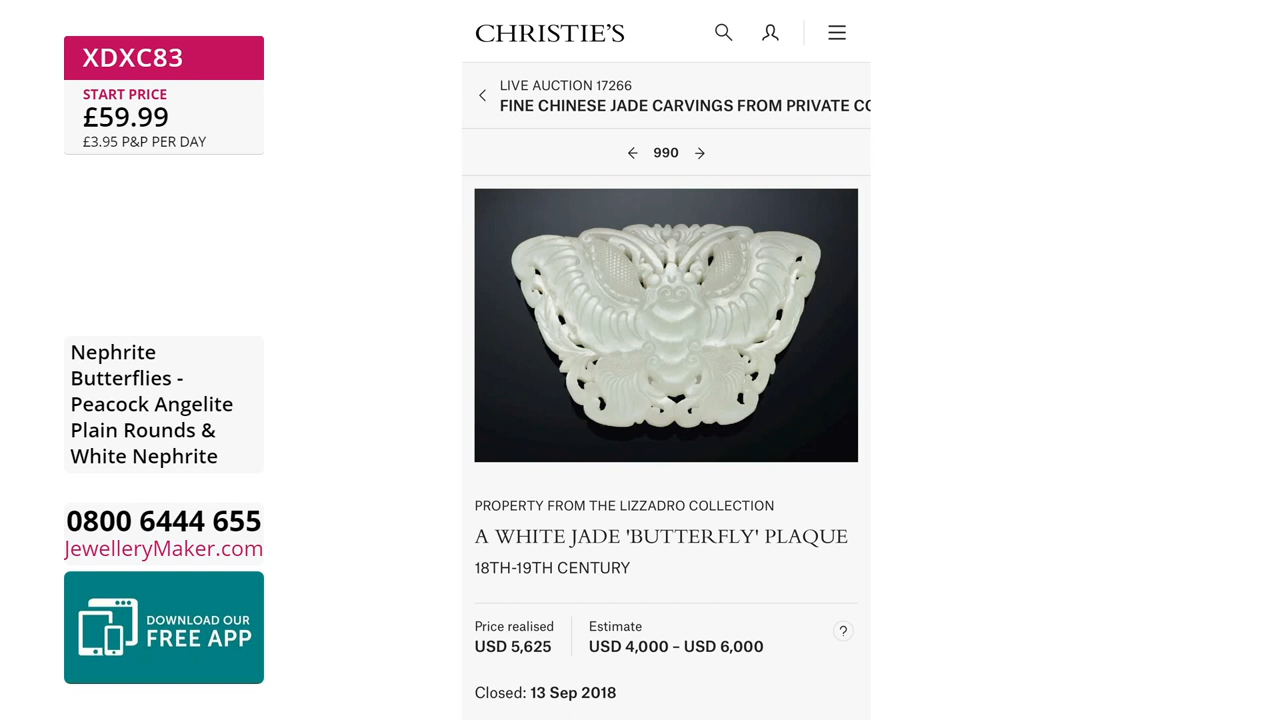 XDXC83
START PRICE
£59.99
£3.95 P&P PER DAY
Nephrite
Butterflies -
Peacock Angelite
Plain Rounds &
White Nephrite
0800 6444 655
JewelleryMaker.com
DOWNLOAD OUR
FREE APP
CHRISTIE'S
LIVE AUCTION 17266
FINE CHINESE JADE CARVINGS FROM PRIVATE CO
990
PROPERTY FROM THE LIZZADRO COLLECTION
A WHITE JADE 'BUTTERFLY' PLAQUE
18TH-19TH CENTURY
Price realised
USD 5,625
Estimate
USD 4,000 – USD 6,000
?
Closed: 13 Sep 2018